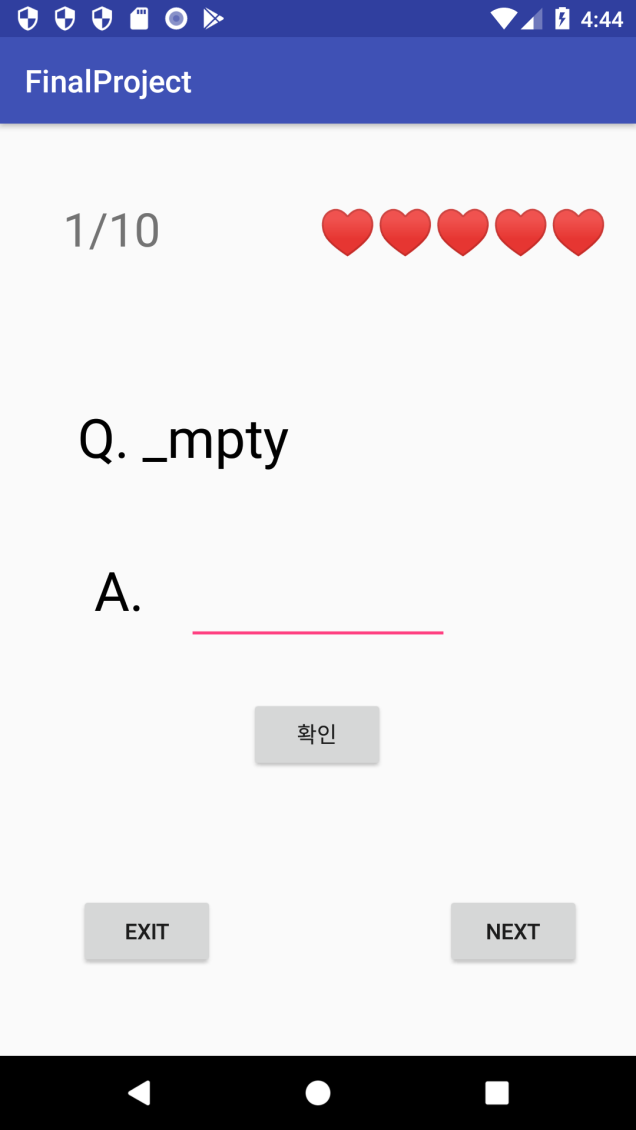 4:44
FinalProject
1/10
Q. _mpty
A.
확인
EXIT
NEXT